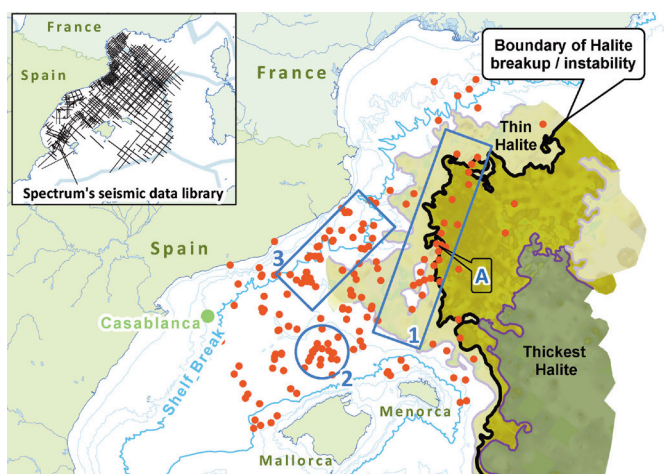 France
Spain
Spectrum's seismic data library
France
Boundary of Halite
breakup / instability
Thin
Halite
Spain
3
A
Casablanca
Shelf Break
1
2
Thickest
Halite
Menorca
Mallorca